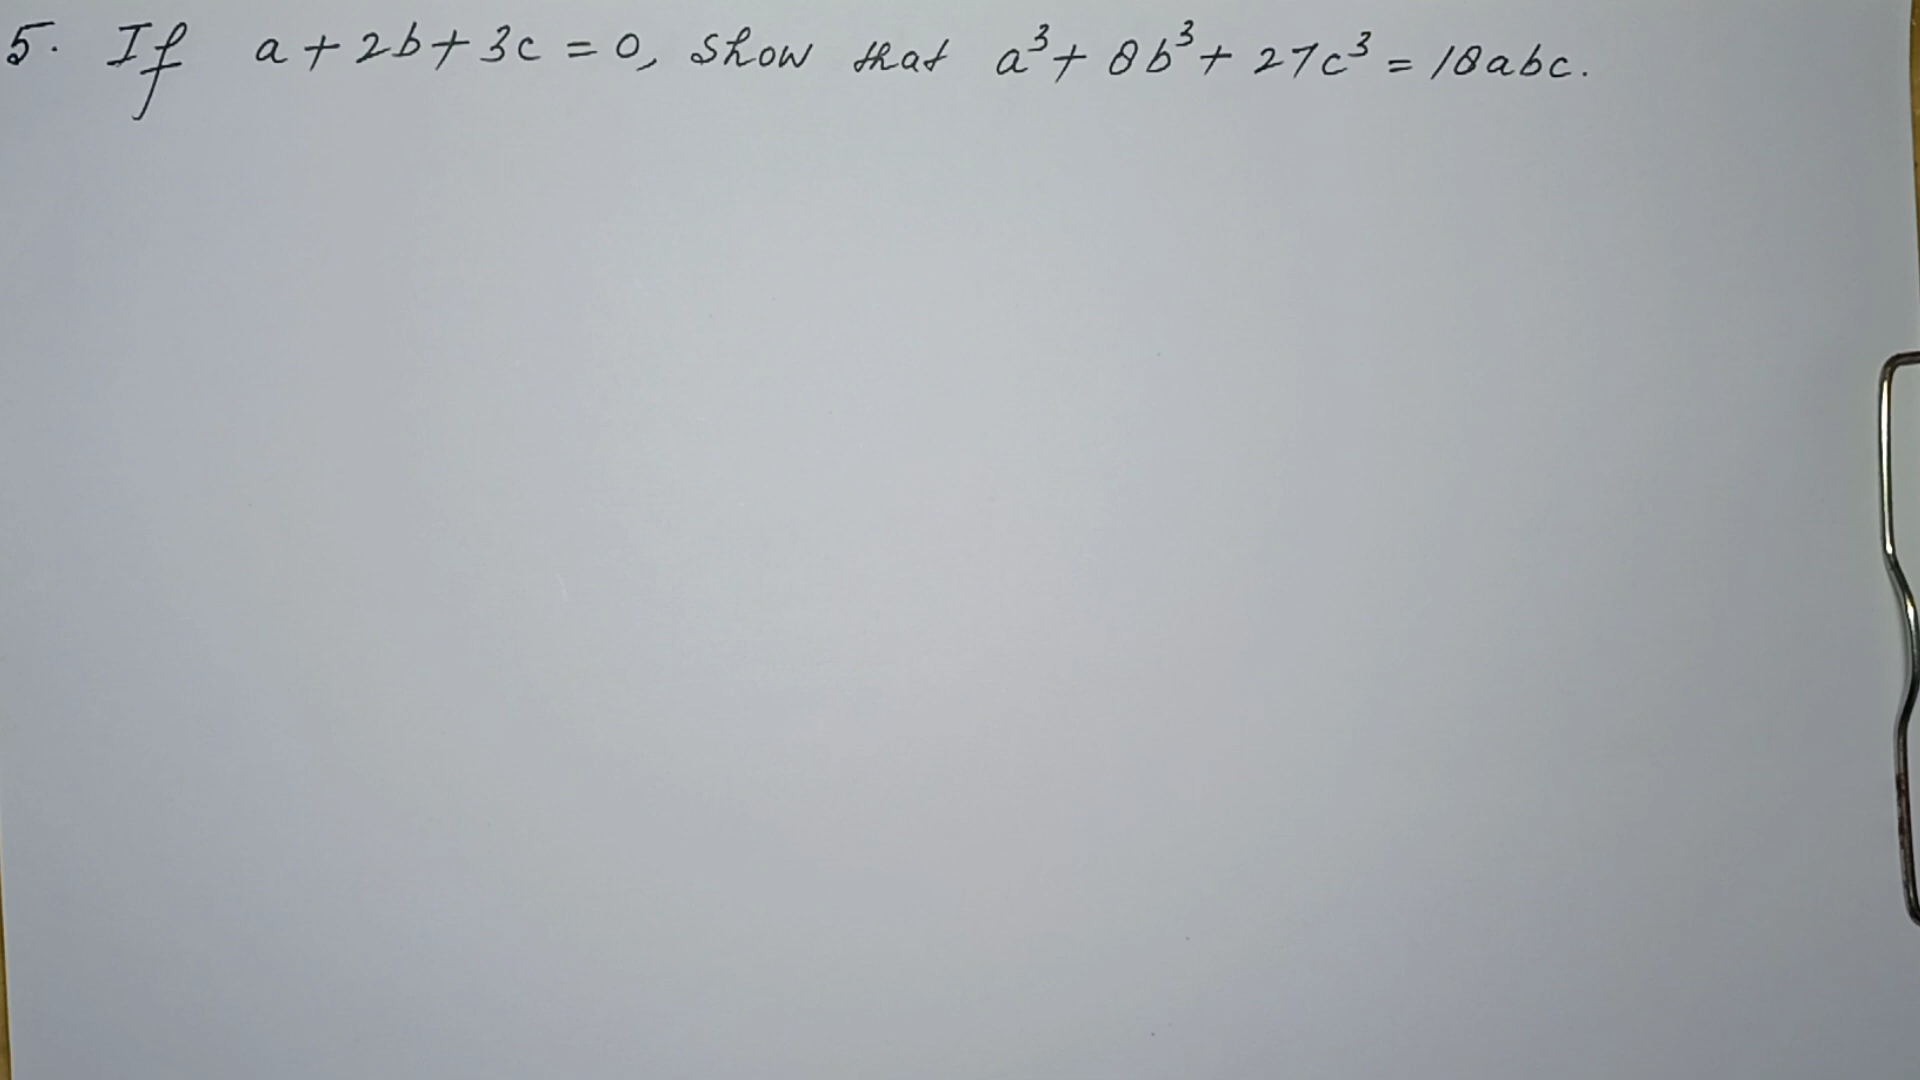 5. If a + 2b + 3c = 0, show that a³ + 8b³ + 27c³ = 18abc.